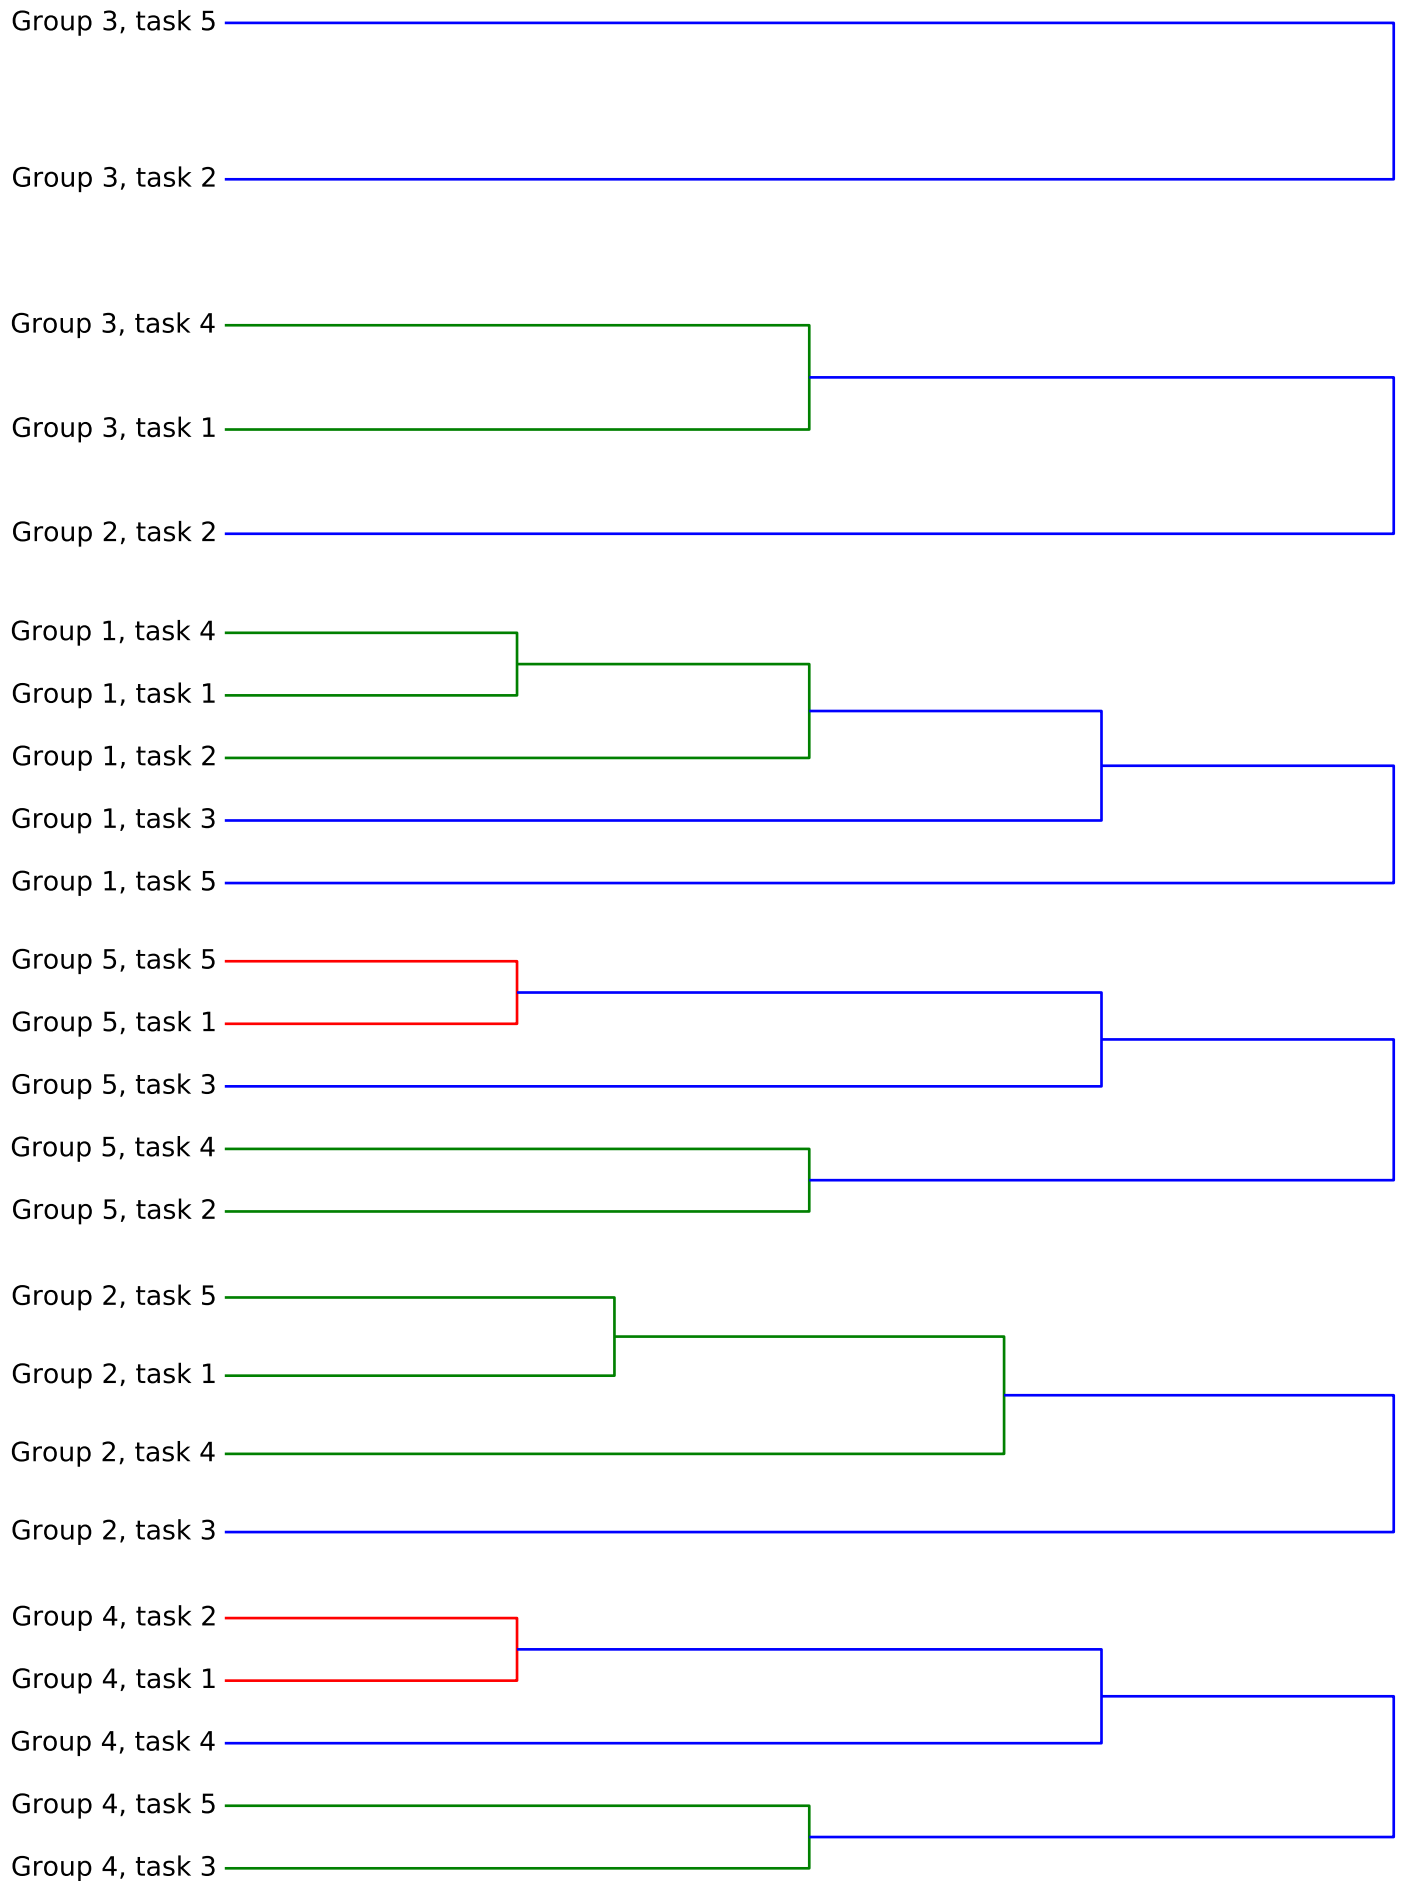 Group 3, task 5
Group 3, task 2
Group 3, task 4
Group 3, task 1
Group 2, task 2
Group 1, task 4
Group 1, task 1
Group 1, task 2
Group 1, task 3
Group 1, task 5
Group 5, task 5
Group 5, task 1
Group 5, task 3
Group 5, task 4
Group 5, task 2
Group 2, task 5
Group 2, task 1
Group 2, task 4
Group 2, task 3
Group 4, task 2
Group 4, task 1
Group 4, task 4
Group 4, task 5
Group 4, task 3